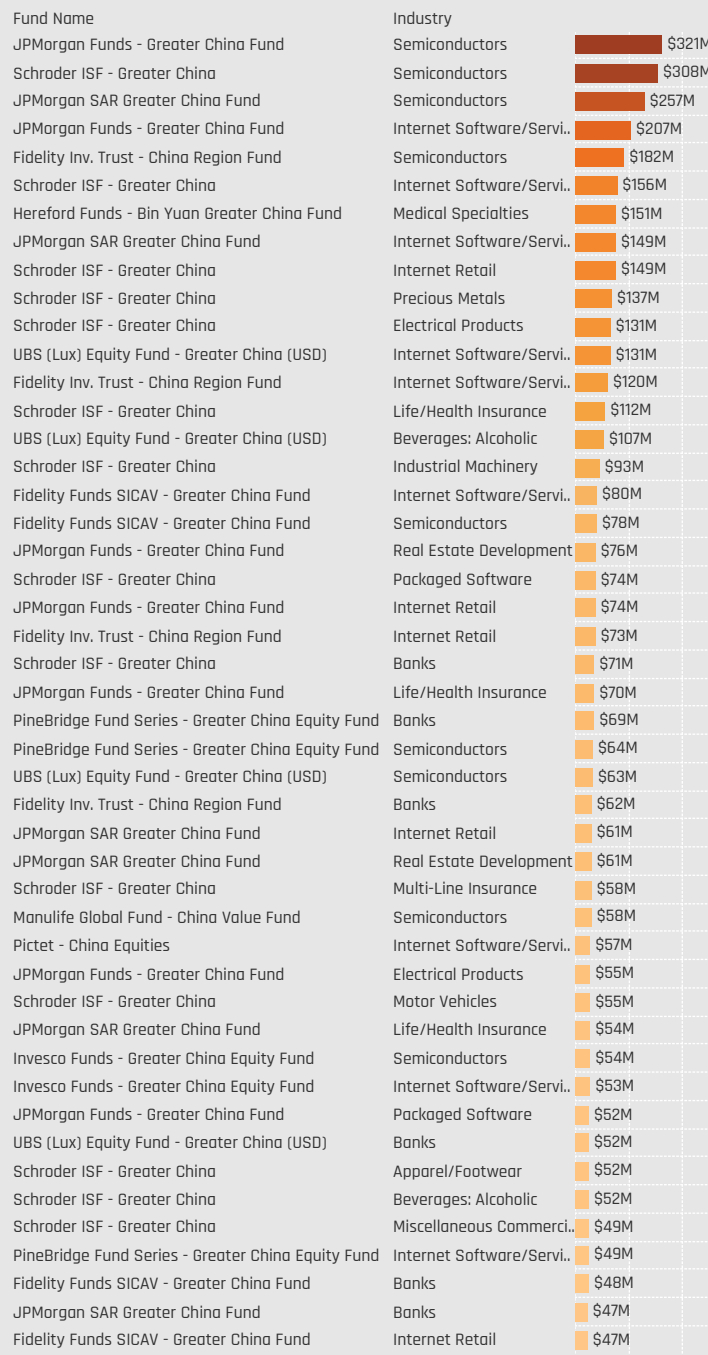 Fund Name Industry
JPMorgan Funds - Greater China Fund Semiconductors $321M
Schroder ISF - Greater China Semiconductors $308M
JPMorgan SAR Greater China Fund Semiconductors $257M
JPMorgan Funds - Greater China Fund Internet Software/Servi.. $207M
Fidelity Inv. Trust - China Region Fund Semiconductors $182M
Schroder ISF - Greater China Internet Software/Servi.. $156M
Hereford Funds - Bin Yuan Greater China Fund Medical Specialties $151M
JPMorgan SAR Greater China Fund Internet Software/Servi.. $149M
Schroder ISF - Greater China Internet Retail $149M
Schroder ISF - Greater China Precious Metals $137M
Schroder ISF - Greater China Electrical Products $131M
UBS (Lux) Equity Fund - Greater China (USD) Internet Software/Servi.. $131M
Fidelity Inv. Trust - China Region Fund Internet Software/Servi.. $120M
Schroder ISF - Greater China Life/Health Insurance $112M
UBS (Lux) Equity Fund - Greater China (USD) Beverages: Alcoholic $107M
Schroder ISF - Greater China Industrial Machinery $93M
Fidelity Funds SICAV - Greater China Fund Internet Software/Servi.. $80M
Fidelity Funds SICAV - Greater China Fund Semiconductors $78M
JPMorgan Funds - Greater China Fund Real Estate Development $76M
Schroder ISF - Greater China Packaged Software $74M
JPMorgan Funds - Greater China Fund Internet Retail $74M
Fidelity Inv. Trust - China Region Fund Internet Retail $73M
Schroder ISF - Greater China Banks $71M
JPMorgan Funds - Greater China Fund Life/Health Insurance $70M
PineBridge Fund Series - Greater China Equity Fund Banks $69M
PineBridge Fund Series - Greater China Equity Fund Semiconductors $64M
UBS (Lux) Equity Fund - Greater China (USD) Semiconductors $63M
Fidelity Inv. Trust - China Region Fund Banks $62M
JPMorgan SAR Greater China Fund Internet Retail $61M
JPMorgan SAR Greater China Fund Real Estate Development $61M
Schroder ISF - Greater China Multi-Line Insurance $58M
Manulife Global Fund - China Value Fund Semiconductors $58M
Pictet - China Equities Internet Software/Servi.. $57M
JPMorgan Funds - Greater China Fund Electrical Products $55M
Schroder ISF - Greater China Motor Vehicles $55M
JPMorgan SAR Greater China Fund Life/Health Insurance $54M
Invesco Funds - Greater China Equity Fund Semiconductors $54M
Invesco Funds - Greater China Equity Fund Internet Software/Servi.. $53M
JPMorgan Funds - Greater China Fund Packaged Software $52M
UBS (Lux) Equity Fund - Greater China (USD) Banks $52M
Schroder ISF - Greater China Apparel/Footwear $52M
Schroder ISF - Greater China Beverages: Alcoholic $52M
Schroder ISF - Greater China Miscellaneous Commerci.. $49M
PineBridge Fund Series - Greater China Equity Fund Internet Software/Servi.. $49M
Fidelity Funds SICAV - Greater China Fund Banks $48M
JPMorgan SAR Greater China Fund Banks $47M
Fidelity Funds SICAV - Greater China Fund Internet Retail $47M